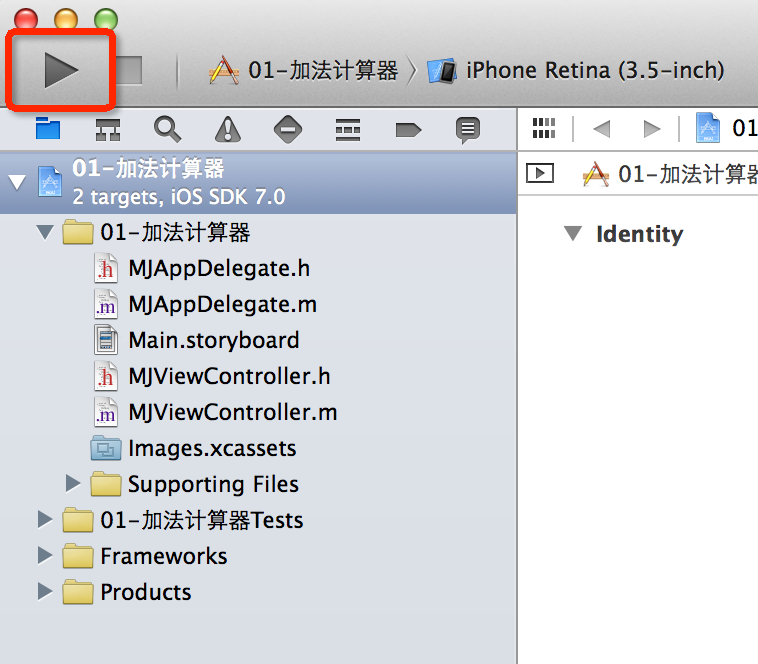 01-加法计算器 iPhone Retina (3.5-inch)
01
01-加法计算器
2 targets, iOS SDK 7.0
01-加法计算器
Identity
01-加法计算器
MJAppDelegate.h
MJAppDelegate.m
Main.storyboard
MJViewController.h
MJViewController.m
Images.xcassets
Supporting Files
01-加法计算器Tests
Frameworks
Products